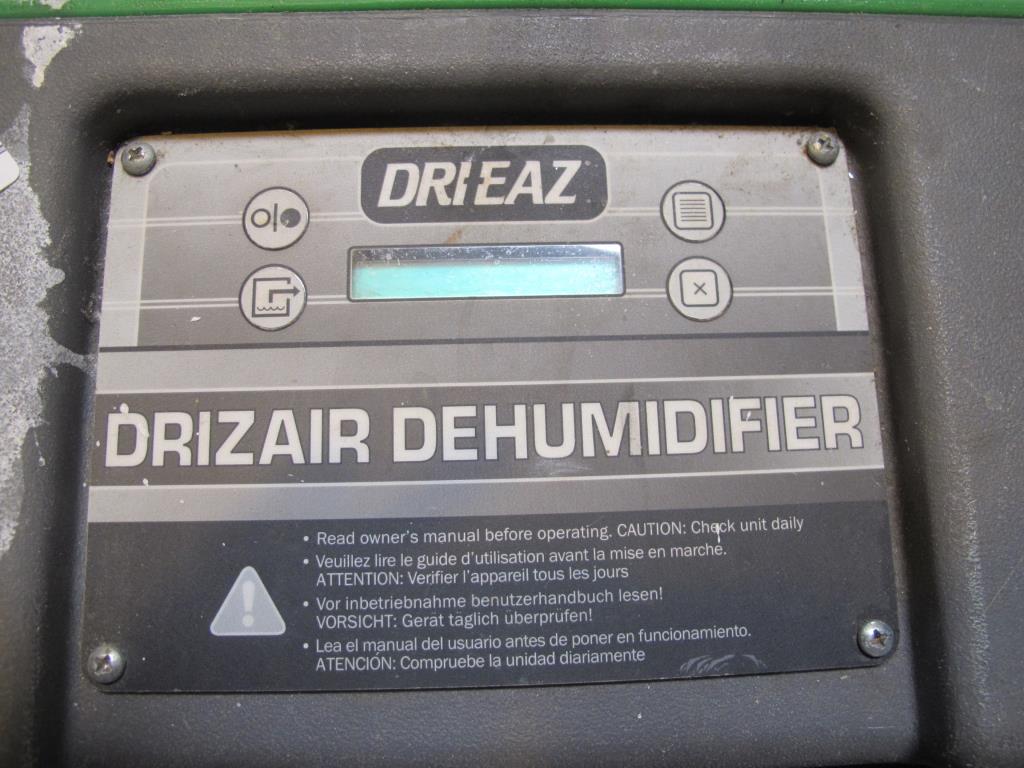 DRI-EAZ
DRIZAIR DEHUMIDIFIER
• Read owner's manual before operating. CAUTION: Check unit daily
• Veuillez lire le guide d'utilisation avant la mise en marche.
ATTENTION: Verifier l'appareil tous les jours
• Vor inbetriebnahme benutzerhandbuch lesen!
VORSICHT: Gerät täglich überprüfen!
• Lea el manual del usuario antes de poner en funcionamiento.
ATENCIÓN: Compruebe la unidad diariamente